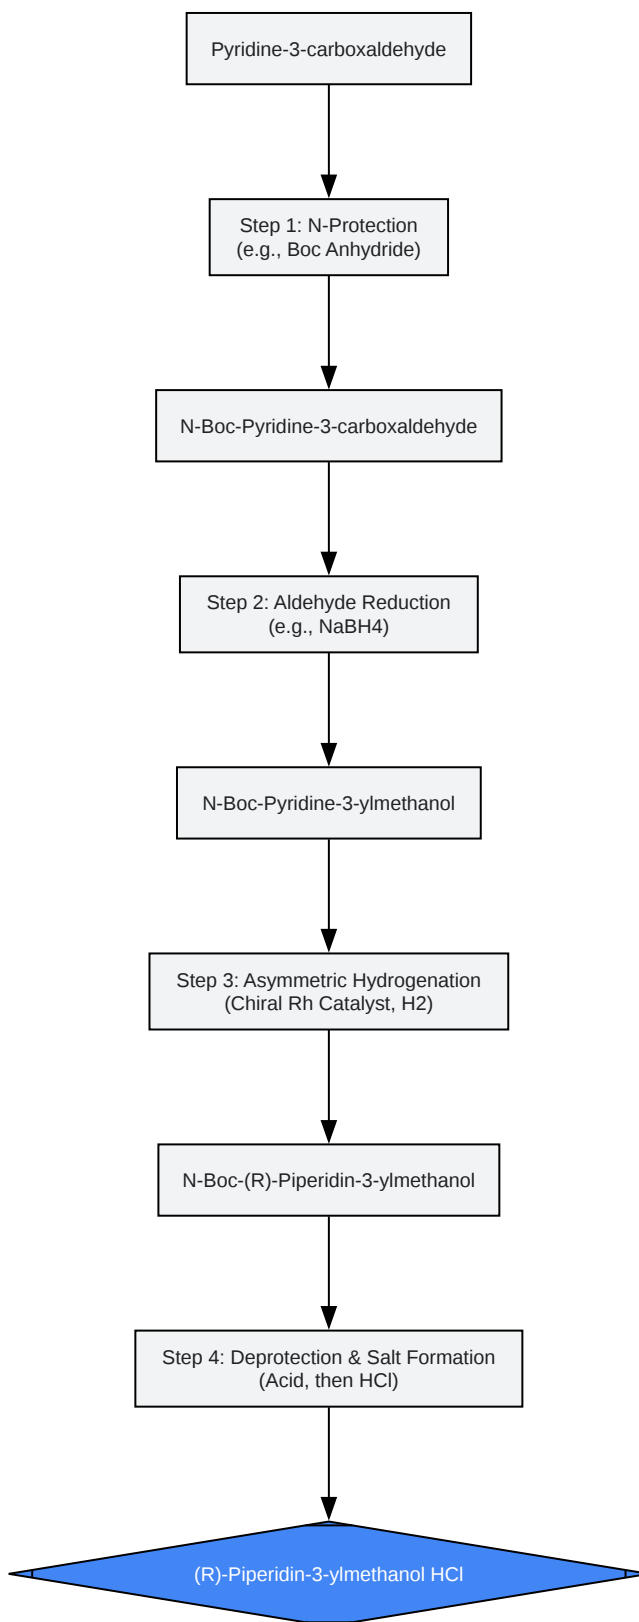 Pyridine-3-carboxaldehyde
Step 1: N-Protection
(e.g., Boc Anhydride)
N-Boc-Pyridine-3-carboxaldehyde
Step 2: Aldehyde Reduction
(e.g., NaBH4)
N-Boc-Pyridine-3-ylmethanol
Step 3: Asymmetric Hydrogenation
(Chiral Rh Catalyst, H2)
N-Boc-(R)-Piperidin-3-ylmethanol
Step 4: Deprotection & Salt Formation
(Acid, then HCl)
(R)-Piperidin-3-ylmethanol HCl